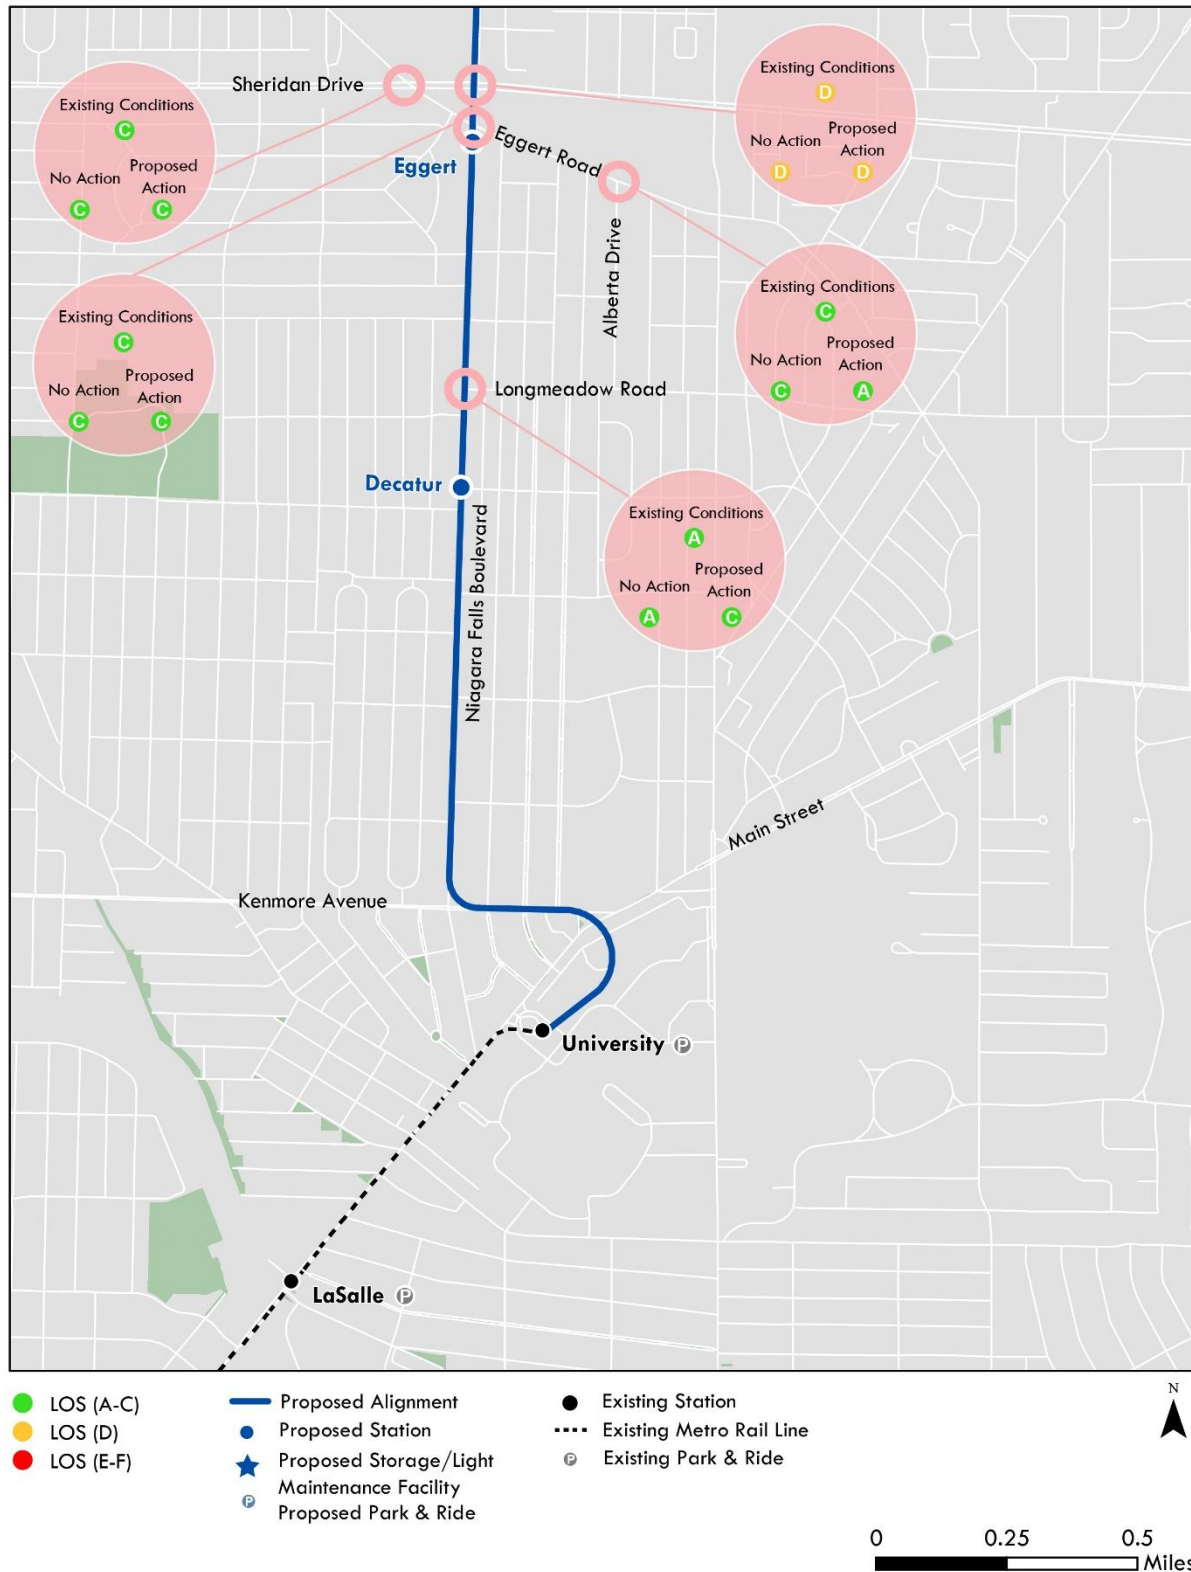 Existing Conditions
D
No Action
Proposed
Action
D
D
Sheridan Drive
Existing Conditions
C
No Action
Proposed
Action
C
C
Eggert Road
Eggert
Alberta Drive
Existing Conditions
C
No Action
Proposed
Action
C
A
Existing Conditions
C
No Action
Proposed
Action
C
C
Longmeadow Road
Decatur
Niagara Falls Boulevard
Existing Conditions
A
No Action
Proposed
Action
A
C
Main Street
Kenmore Avenue
University P
LaSalle P
LOS (A-C)
LOS (D)
LOS (E-F)
Proposed Alignment
Proposed Station
Proposed Storage/Light
Maintenance Facility
P Proposed Park & Ride
Existing Station
Existing Metro Rail Line
P Existing Park & Ride
N
0 0.25 0.5
Miles